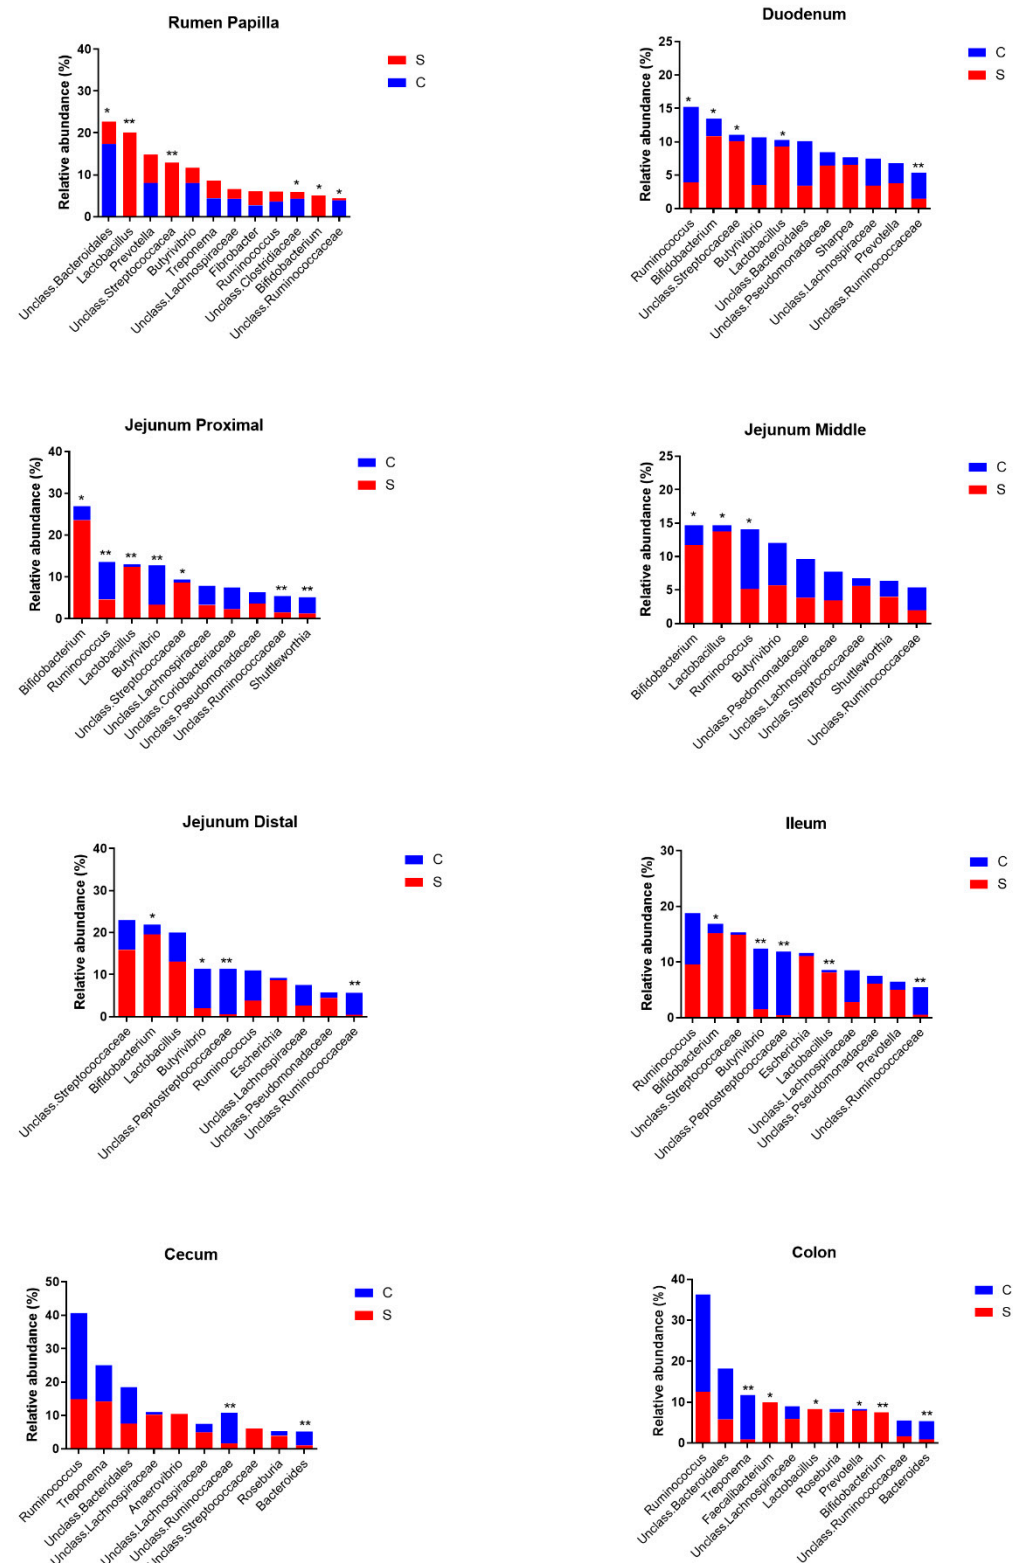 Rumen Papilla
Relative abundance (%)
40
30
20
10
0
* ** ** * * *
S
C
Unclass.Bacteroidales
Lactobacillus
Prevotella
Unclass.Streptococcacea
Butyrivibrio
Treponema
Unclass.Lachnospiraceae
Fibrobacter
Ruminococcus
Unclass.Clostridiaceae
Bifidobacterium
Unclass.Ruminococcaceae
Duodenum
Relative abundance (%)
25
20
15
10
5
0
* * * * **
C
S
Ruminococcus
Bifidobacterium
Unclass.Streptococcaceae
Butyrivibrio
Lactobacillus
Unclass.Bacteroidales
Unclass.Pseudomonadaceae
Sharpea
Unclass.Lachnospiraceae
Prevotella
Unclass.Ruminococcaceae
Jejunum Proximal
Relative abundance (%)
40
30
20
10
0
* ** ** ** * ** **
C
S
Bifidobacterium
Ruminococcus
Lactobacillus
Butyrivibrio
Unclass.Streptococcaceae
Unclass.Lachnospiraceae
Unclass.Coriobacteriaceae
Unclass.Pseudomonadaceae
Unclass.Ruminococcaceae
Shuttleworthia
Jejunum Middle
Relative abundance (%)
25
20
15
10
5
0
* * *
C
S
Bifidobacterium
Lactobacillus
Ruminococcus
Butyrivibrio
Unclass.Psedomonadaceae
Unclass.Lachnospiraceae
Unclas.Streptococcaceae
Shuttleworthia
Unclass.Ruminococcaceae
Jejunum Distal
Relative abundance (%)
40
30
20
10
0
* * ** **
C
S
Unclass.Streptococcaceae
Bifidobacterium
Lactobacillus
Butyrivibrio
Unclass.Peptostreptococcaceae
Ruminococcus
Escherichia
Unclass.Lachnospiraceae
Unclass.Pseudomonadaceae
Unclass.Ruminococcaceae
Ileum
Relative abundance (%)
30
20
10
0
* ** ** ** **
C
S
Ruminococcus
Bifidobacterium
Unclass.Streptococcaceae
Butyrivibrio
Unclass.Peptostreptococcaceae
Escherichia
Lactobacillus
Unclass.Lachnospiraceae
Unclass.Pseudomonadaceae
Prevotella
Unclass.Ruminococcaceae
Cecum
Relative abundance (%)
50
40
30
20
10
0
** **
C
S
Ruminococcus
Treponema
Unclass.Bactridales
Unclass.Lachnospiraceae
Anaerovibrio
Unclass.Lachnospiraceae
Unclass.Ruminoccaceae
Unclass.Streptococcaceae
Roseburia
Bacteroides
Colon
Relative abundance (%)
40
30
20
10
0
** * * * ** **
C
S
Ruminococcus
Unclass.Bacteroidales
Treponema
Faecalibacterium
Unclass.Lachnospiraceae
Lactobacillus
Roseburia
Prevotella
Bifidobacterium
Unclass.Ruminococcaceae
Bacteroides